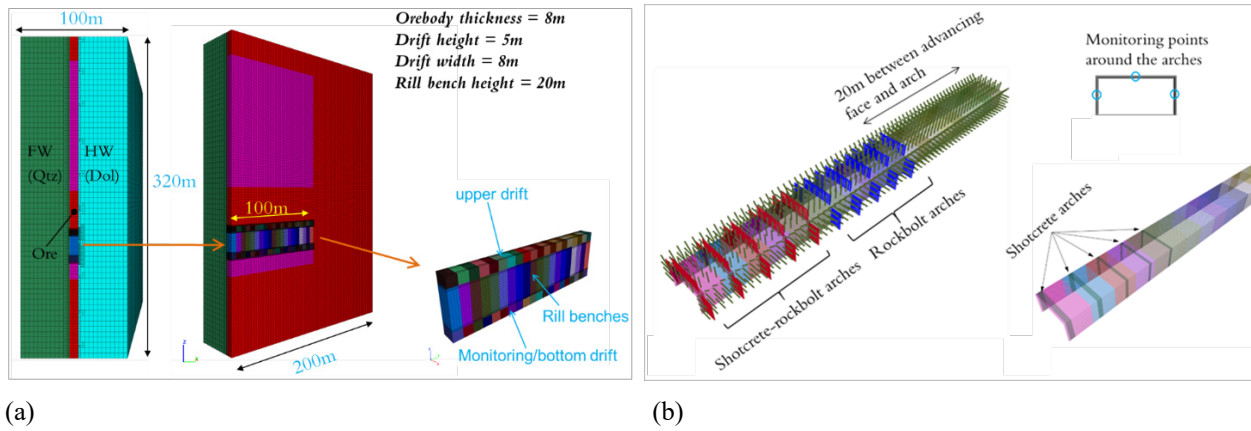 100m
Orebody thickness = 8m
Drift height = 5m
Drift width = 8m
Rill bench height = 20m
FW
(Qtz)
HW
(Dol)
320m
Ore
100m
200m
upper drift
Rill benches
Monitoring/bottom drift
z
x
(a)
20m between advancing
face and arch
Rockbolt arches
Shotcrete-rockbolt arches
Monitoring points
around the arches
Shotcrete arches
(b)